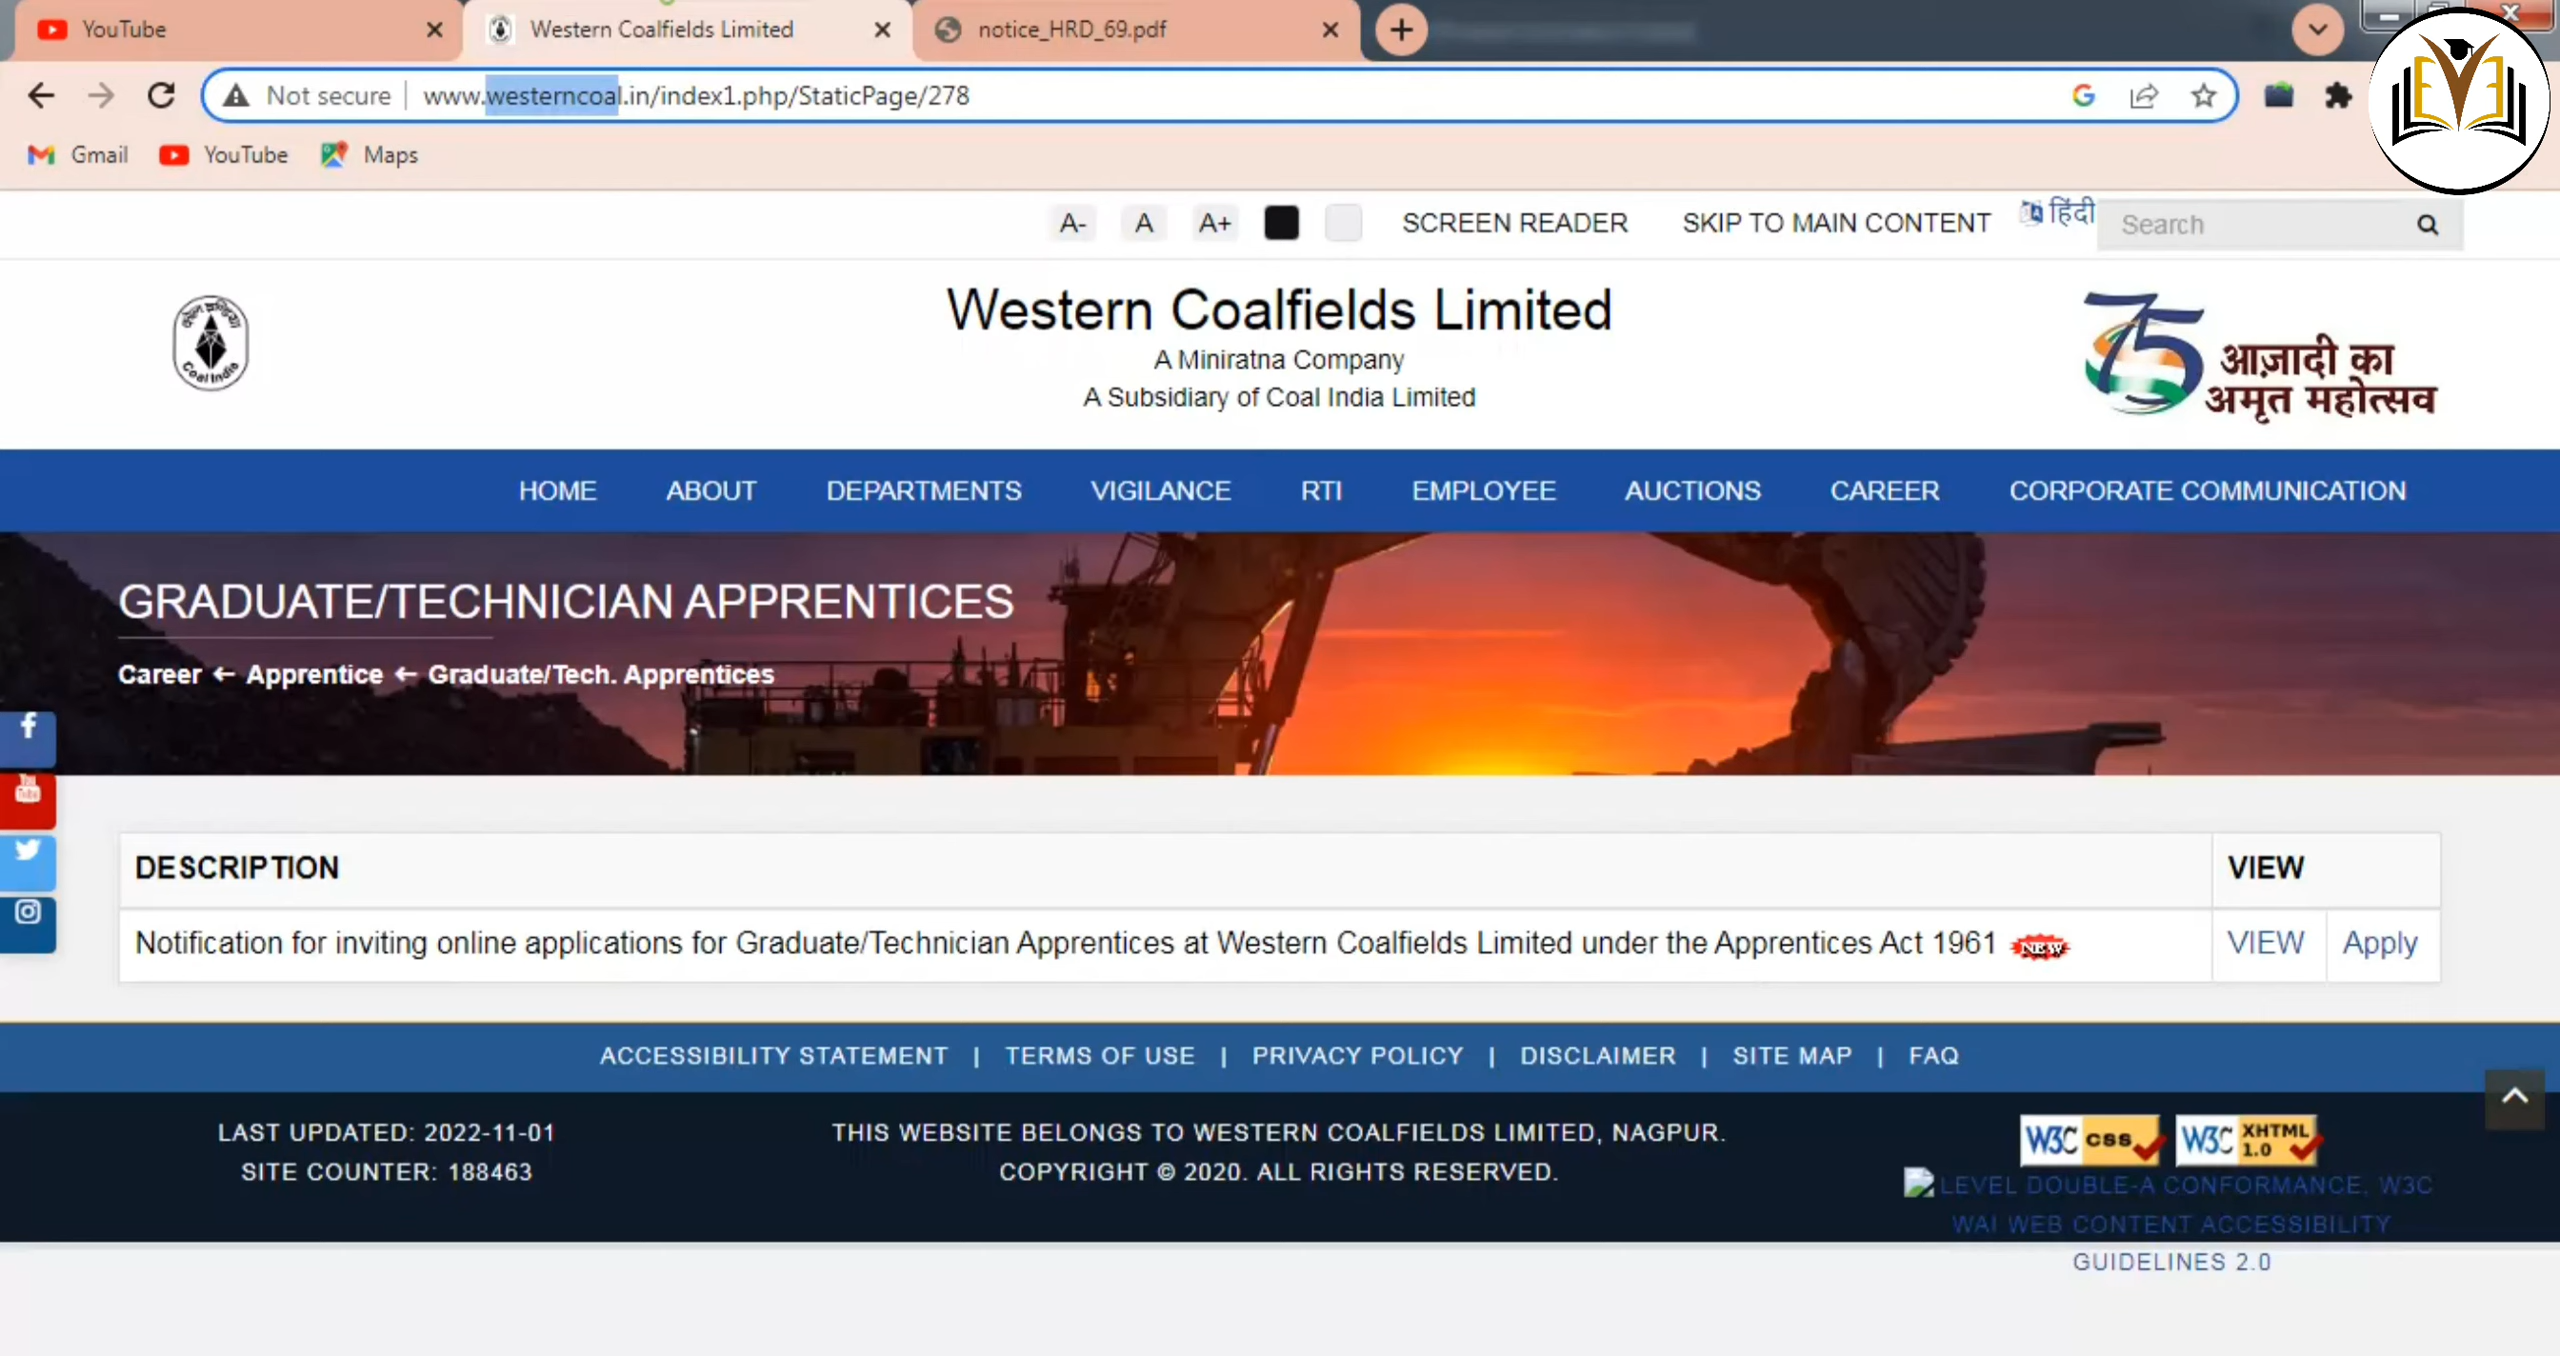 YouTube
Western Coalfields Limited
notice_HRD_69.pdf
Not secure
www.westerncoal.in/index1.php/StaticPage/278
Gmail
YouTube
Maps
A-
A
A+
SCREEN READER
SKIP TO MAIN CONTENT
हिंदी
Search
कोल इण्डिया
Coal India
Western Coalfields Limited
A Miniratna Company
A Subsidiary of Coal India Limited
75
आज़ादी का
अमृत महोत्सव
HOME
ABOUT
DEPARTMENTS
VIGILANCE
RTI
EMPLOYEE
AUCTIONS
CAREER
CORPORATE COMMUNICATION
GRADUATE/TECHNICIAN APPRENTICES
Career ← Apprentice ← Graduate/Tech. Apprentices
DESCRIPTION
VIEW
Notification for inviting online applications for Graduate/Technician Apprentices at Western Coalfields Limited under the Apprentices Act 1961 NEW
VIEW
Apply
ACCESSIBILITY STATEMENT | TERMS OF USE | PRIVACY POLICY | DISCLAIMER | SITE MAP | FAQ
LAST UPDATED: 2022-11-01
SITE COUNTER: 188463
THIS WEBSITE BELONGS TO WESTERN COALFIELDS LIMITED, NAGPUR.
COPYRIGHT © 2020. ALL RIGHTS RESERVED.
W3C CSS
W3C XHTML 1.0
LEVEL DOUBLE-A CONFORMANCE, W3C
WAI WEB CONTENT ACCESSIBILITY
GUIDELINES 2.0